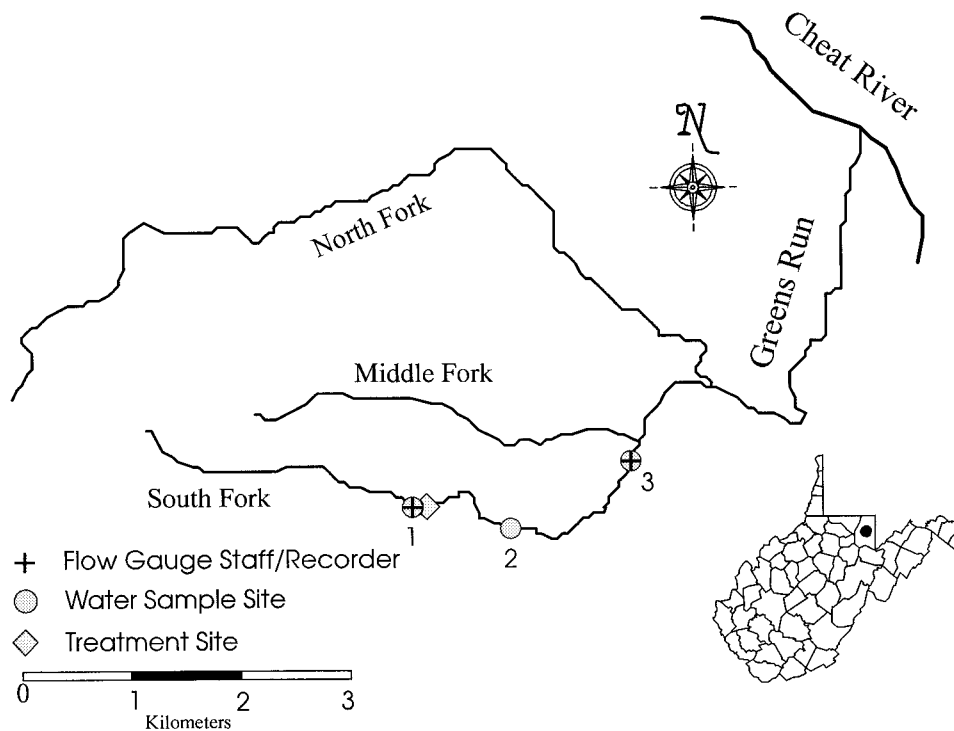 Cheat River
N
North Fork
Greens Run
Middle Fork
South Fork
1
2
3
Flow Gauge Staff/Recorder
Water Sample Site
Treatment Site
0 1 2 3
Kilometers